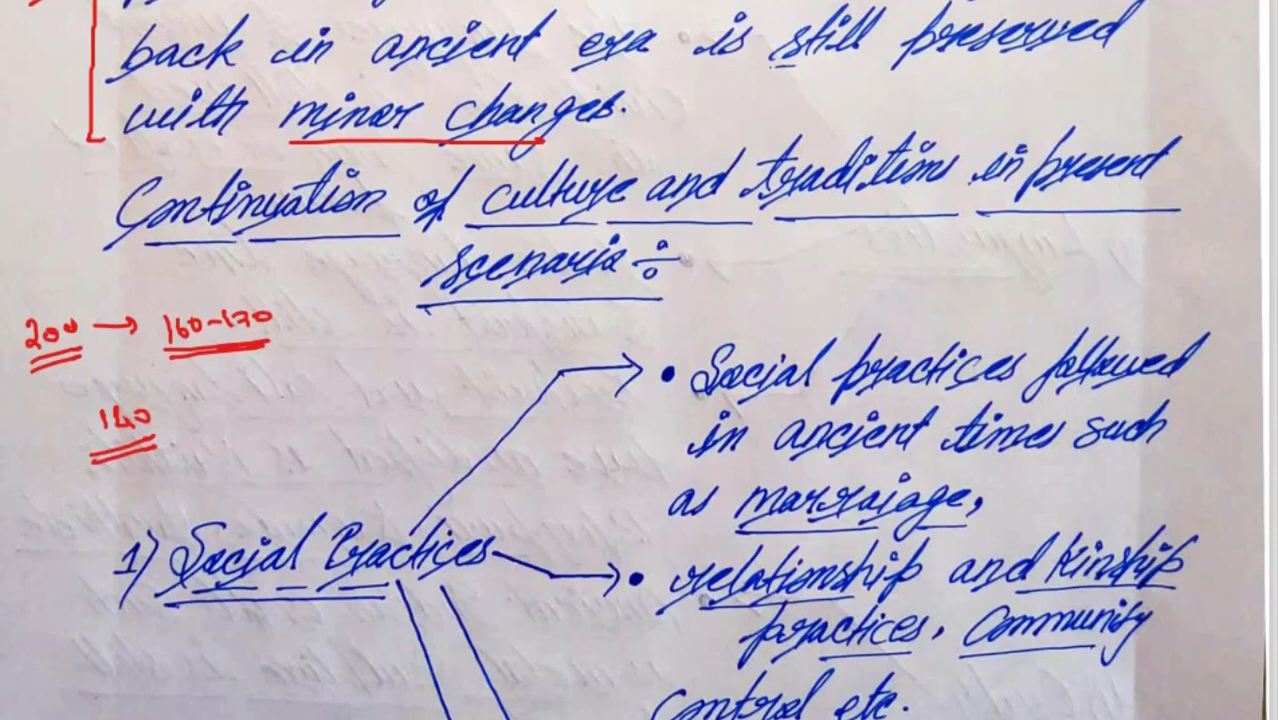 back in ancient era is still preserved
with minor changes.
Continuation of culture and tradition in present
scenario ÷
200 → 160-170
140
• Social practices followed
in ancient times such
as marraiage,
1) Social Practices
• relationship and kinship
practices, Community
Control etc.